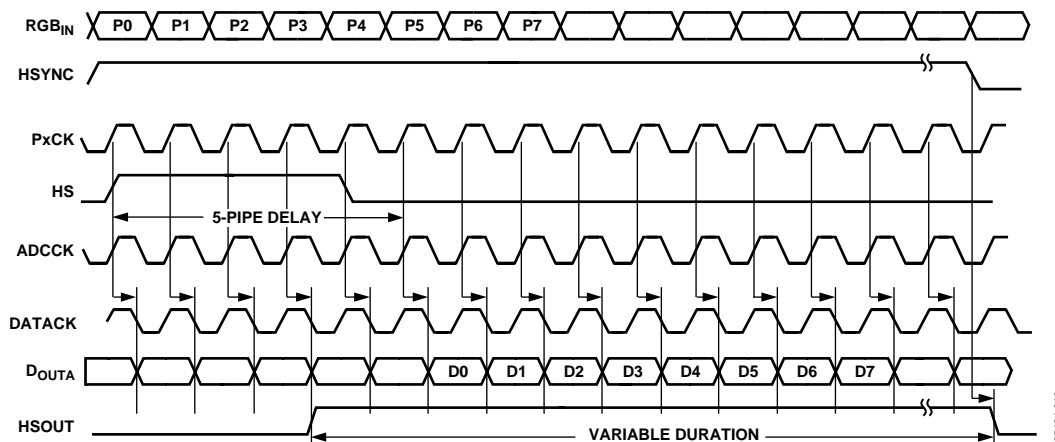 RGBIN P0 P1 P2 P3 P4 P5 P6 P7
HSYNC
PxCK
HS
5-PIPE DELAY
ADCCK
DATACK
DOUTA D0 D1 D2 D3 D4 D5 D6 D7
HSOUT
VARIABLE DURATION